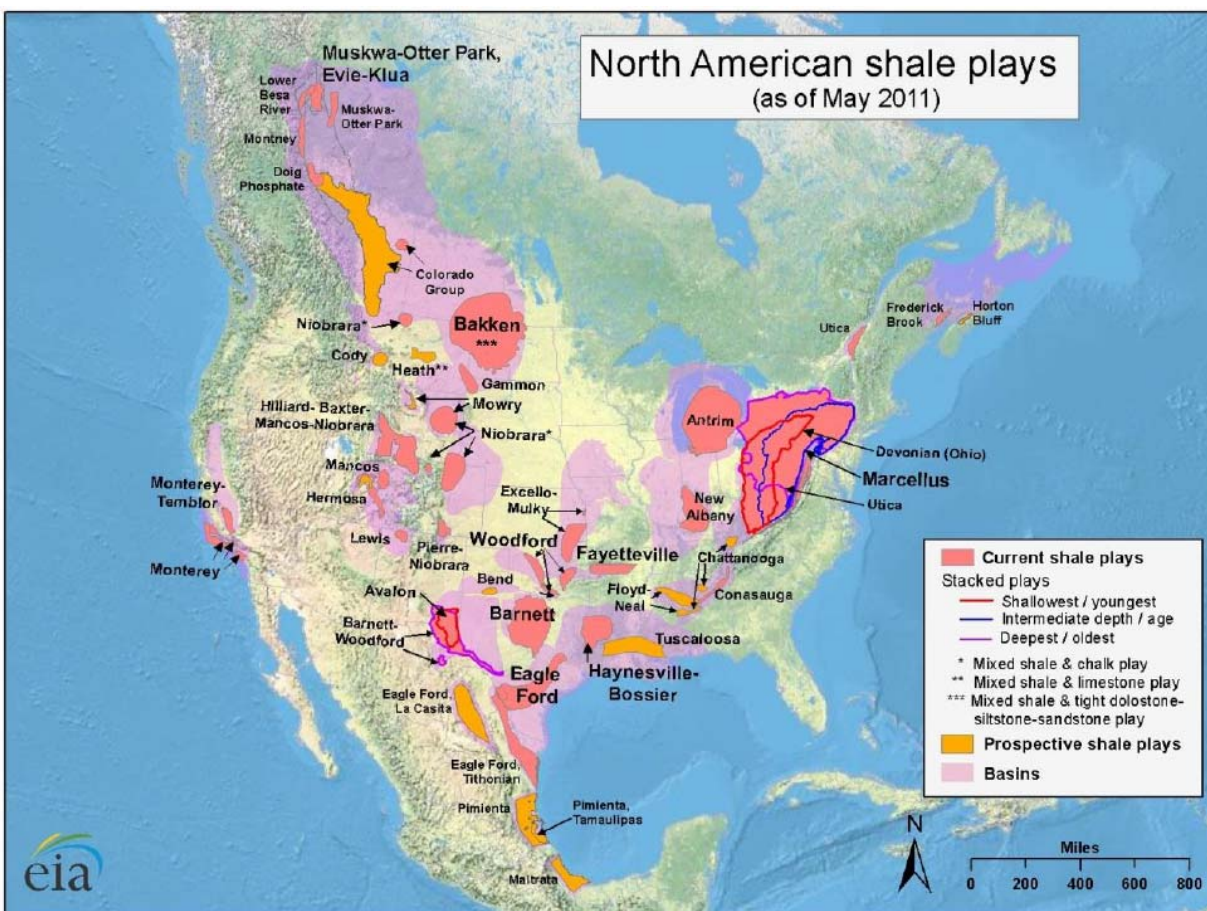 North American shale plays
(as of May 2011)
Muskwa-Otter Park,
Evie-Klua
Lower
Besa
River
Muskwa-
Otter Park
Montney
Doig
Phosphate
Colorado
Group
Niobrara*
Bakken
***
Cody
Heath**
Gammon
Mowry
Hilliard- Baxter-
Mancos-Niobrara
Niobrara*
Antrim
Utica
Frederick
Brook
Horton
Bluff
Devonian (Ohio)
Marcellus
Utica
Mancos
Hermosa
Monterey-
Temblor
Excello-
Mulky
New
Albany
Lewis
Pierre-
Niobrara
Woodford
Fayetteville
Chattanooga
Monterey
Bend
Floyd-
Neal
Conasauga
Avalon
Barnett
Barnett-
Woodford
Tuscaloosa
Eagle
Ford
Haynesville-
Bossier
Eagle Ford,
La Casita
Eagle Ford,
Tithonian
Pimienta
Pimienta,
Tamaulipas
Maltrata
Current shale plays
Stacked plays
Shallowest / youngest
Intermediate depth / age
Deepest / oldest
* Mixed shale & chalk play
** Mixed shale & limestone play
*** Mixed shale & tight dolostone-
siltstone-sandstone play
Prospective shale plays
Basins
N
Miles
0 200 400 600 800
eia